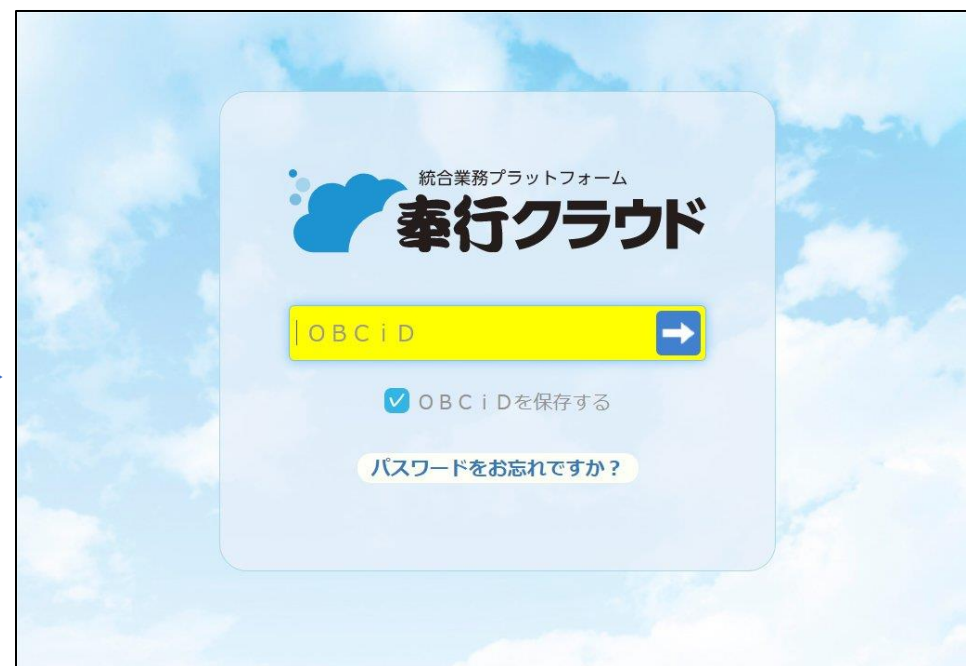 統合業務プラットフォーム
奉行クラウド
ＯＢＣｉＤ
ＯＢＣｉＤを保存する
パスワードをお忘れですか？